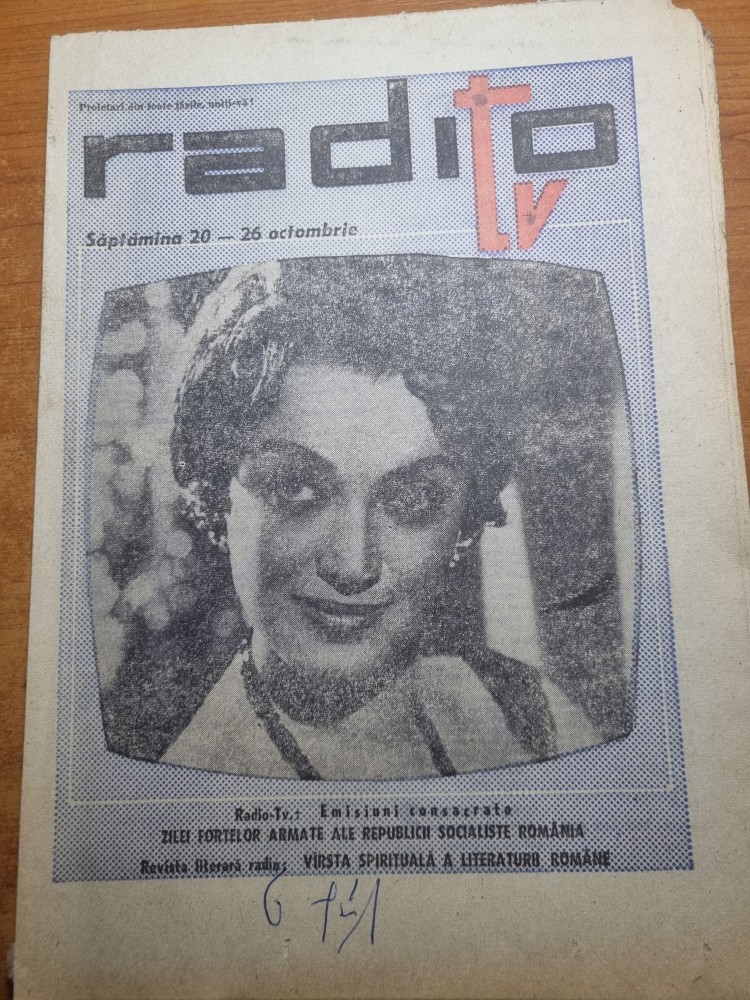 Proletari din toate țările, uniți-vă!
radio
tv
Săptămîna 20 — 26 octombrie
Radio-Tv.: Emisiuni consacrate
ZILEI FORȚELOR ARMATE ALE REPUBLICII SOCIALISTE ROMÂNIA
Revista literară radio: VÎRSTA SPIRITUALĂ A LITERATURII ROMÂNE
6